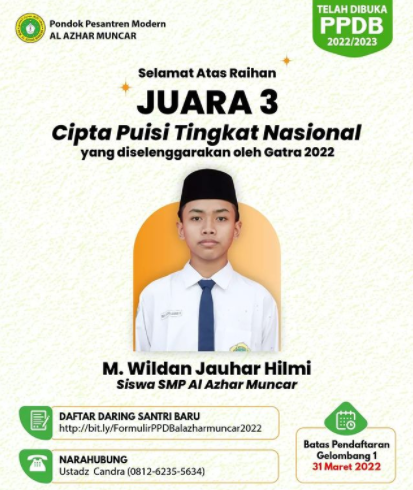 Pondok Pesantren Modern
AL AZHAR MUNCAR
TELAH DIBUKA
PPDB
2022/2023
Selamat Atas Raihan
JUARA 3
Cipta Puisi Tingkat Nasional
yang diselenggarakan oleh Gatra 2022
M. Wildan Jauhar Hilmi
Siswa SMP Al Azhar Muncar
DAFTAR DARING SANTRI BARU
http://bit.ly/FormulirPPDBalazharmuncar2022
NARAHUBUNG
Ustadz Candra (0812-6235-5634)
Batas Pendaftaran
Gelombang 1
31 Maret 2022